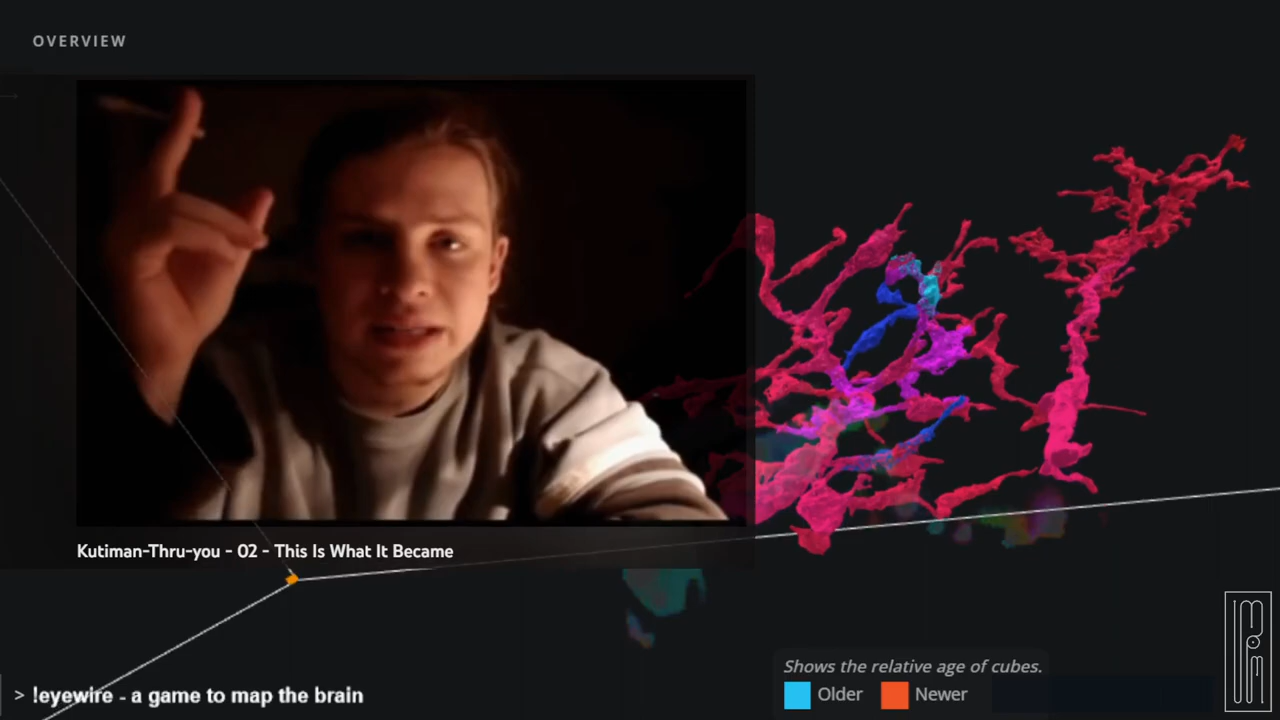 OVERVIEW
Kutiman-Thru-you - 02 - This Is What It Became
Shows the relative age of cubes.
Older Newer
> !eyewire - a game to map the brain